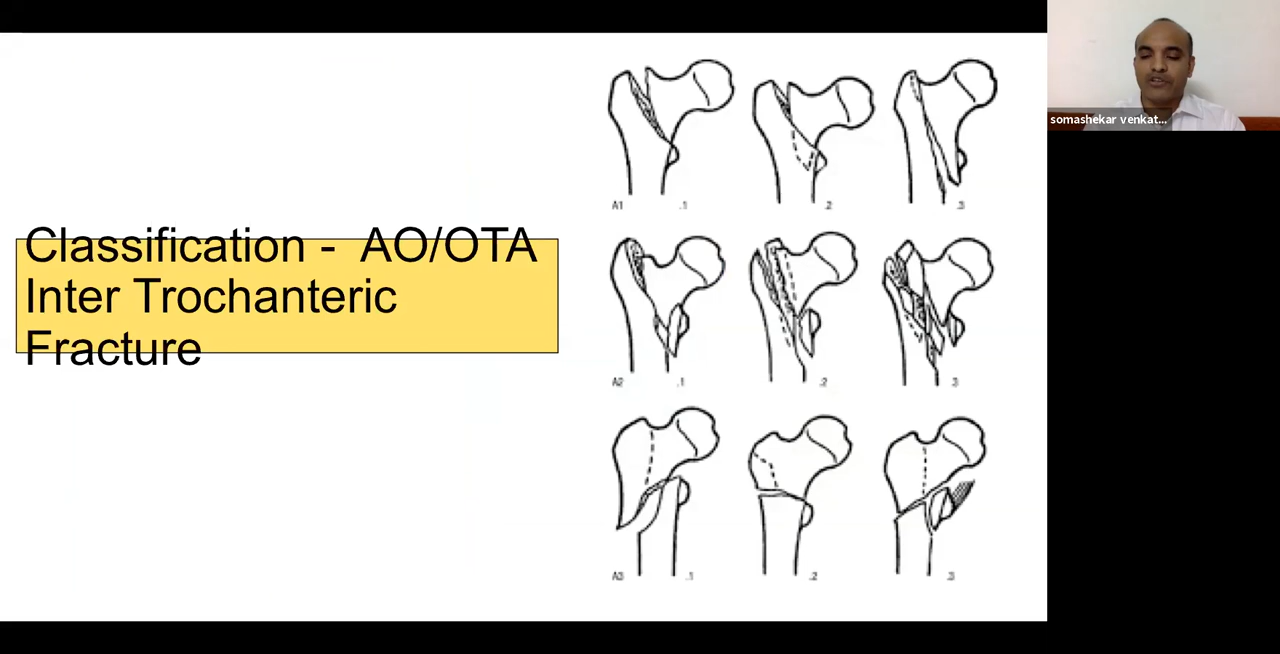 Classification - AO/OTA
Inter Trochanteric
Fracture
A1 .1 .2 .3
A2 .1 .2 .3
A3 .1 .2 .3
somashekar venkat...